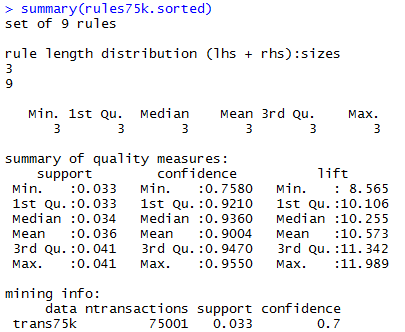 > summary(rules75k.sorted)
set of 9 rules
rule length distribution (lhs + rhs):sizes
3
9
Min. 1st Qu. Median Mean 3rd Qu. Max.
3 3 3 3 3 3
summary of quality measures:
support confidence lift
Min. :0.033 Min. :0.7580 Min. : 8.565
1st Qu.:0.033 1st Qu.:0.9210 1st Qu.:10.106
Median :0.034 Median :0.9360 Median :10.255
Mean :0.036 Mean :0.9004 Mean :10.573
3rd Qu.:0.041 3rd Qu.:0.9470 3rd Qu.:11.342
Max. :0.041 Max. :0.9550 Max. :11.989
mining info:
data ntransactions support confidence
trans75k 75001 0.033 0.7